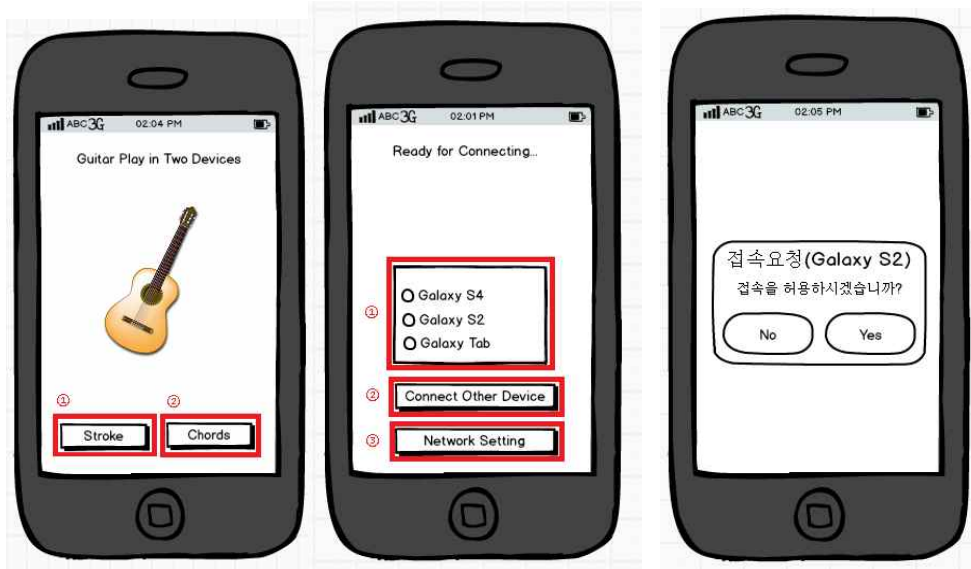 ABC 3G 02:04 PM
Guitar Play in Two Devices
① ②
Stroke Chords
ABC 3G 02:01 PM
Ready for Connecting...
①
Galaxy S4
Galaxy S2
Galaxy Tab
② Connect Other Device
③ Network Setting
ABC 3G 02:05 PM
접속요청(Galaxy S2)
접속을 허용하시겠습니까?
No Yes